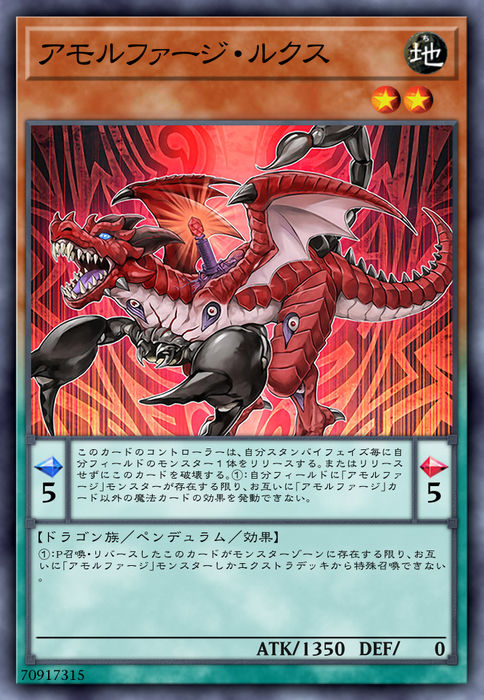 アモルファージ・ルクス
ち
地
このカードのコントローラーは、自分スタンバイフェイズ毎に自
分フィールドのモンスター１体をリリースする。またはリリース
せずにこのカードを破壊する。①：自分フィールドに「アモルファ
ージ」モンスターが存在する限り、お互いに「アモルファージ」カ
ード以外の魔法カードの効果を発動できない。
5
5
【ドラゴン族／ペンデュラム／効果】
①：P召喚・リバースしたこのカードがモンスターゾーンに存在する限り、お互
いに「アモルファージ」モンスターしかエクストラデッキから特殊召喚できない
。
ATK/1350 DEF/ 0
70917315